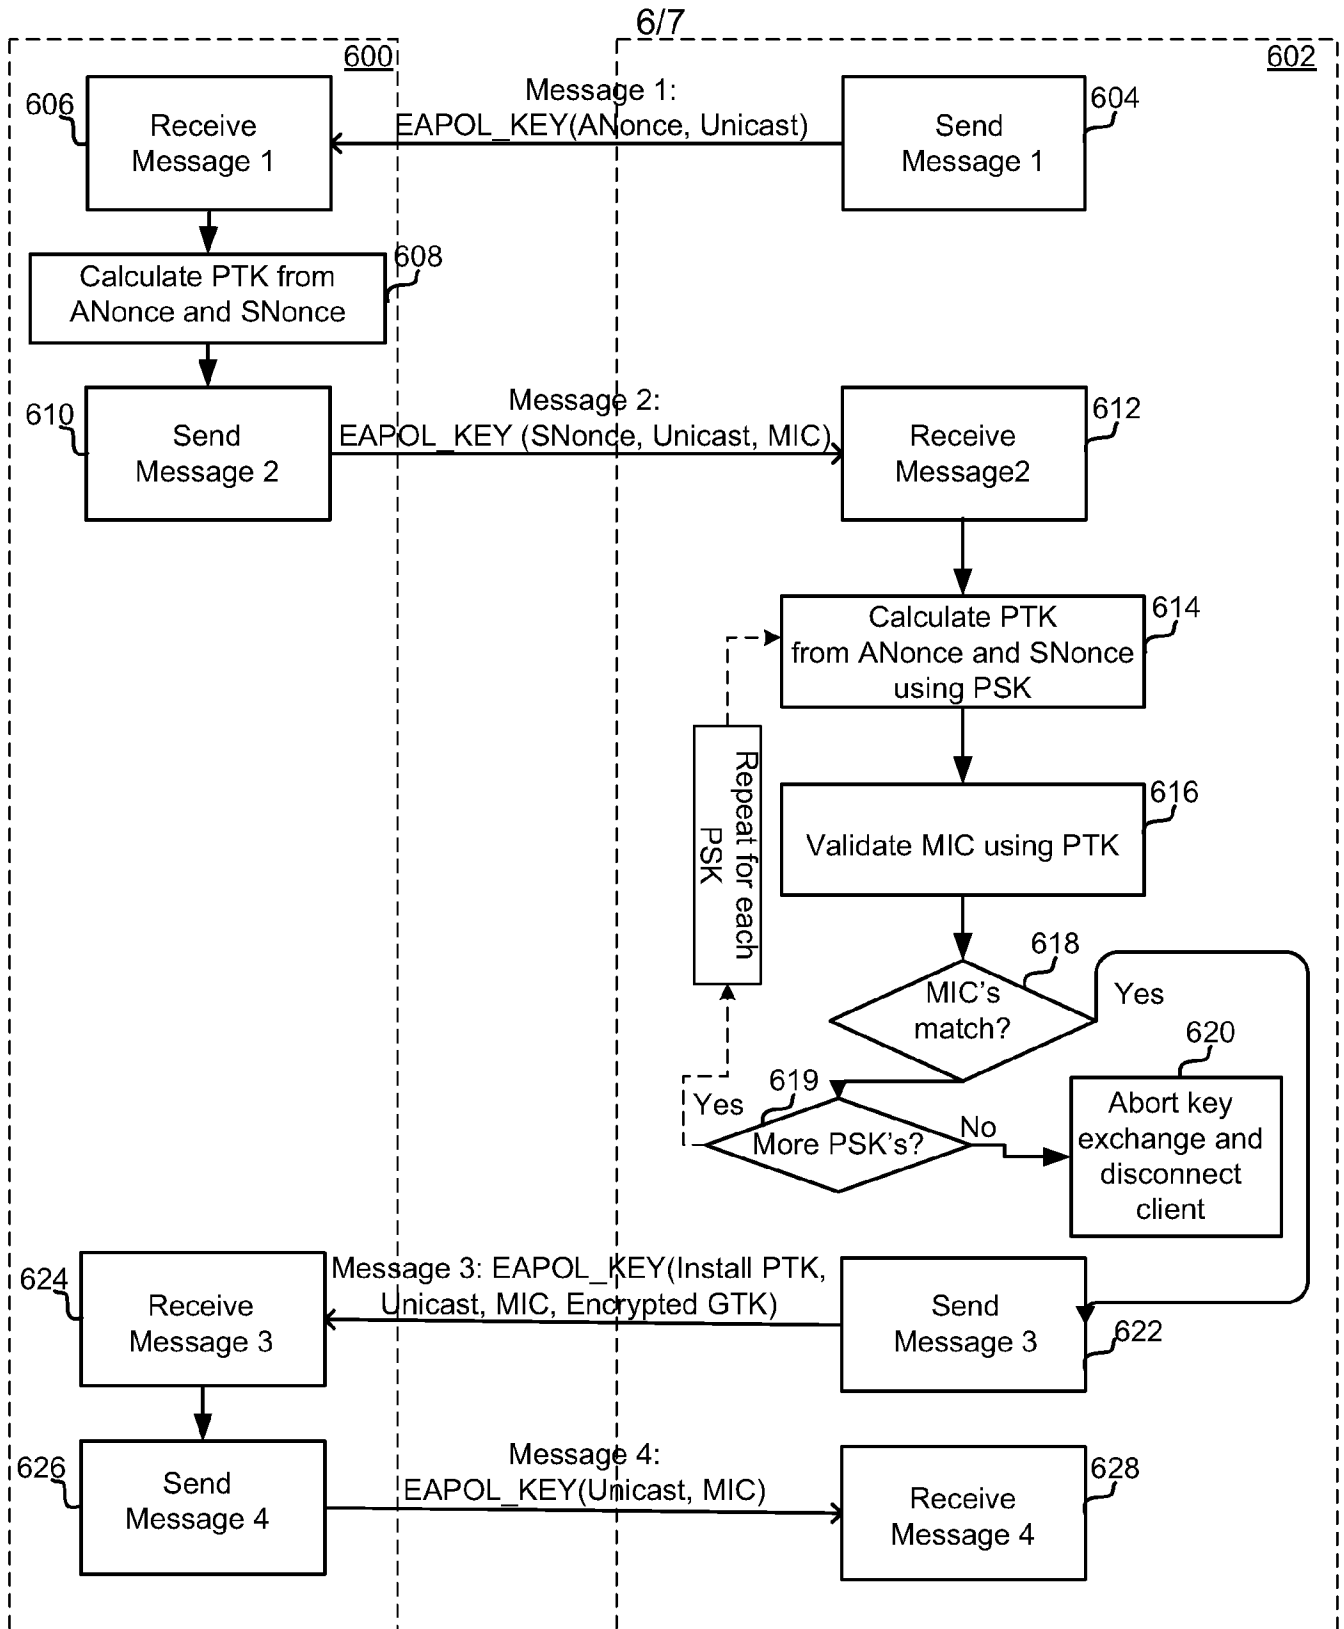 6/7
600
602
606
Receive
Message 1
Message 1:
EAPOL_KEY(ANonce, Unicast)
Send
Message 1
604
Calculate PTK from
ANonce and SNonce
608
610
Send
Message 2
Message 2:
EAPOL_KEY (SNonce, Unicast, MIC)
Receive
Message2
612
Calculate PTK
from ANonce and SNonce
using PSK
614
Repeat for each
PSK
Validate MIC using PTK
616
618
MIC's
match?
Yes
619
Yes
More PSK's?
No
620
Abort key
exchange and
disconnect
client
624
Receive
Message 3
Message 3: EAPOL_KEY(Install PTK,
Unicast, MIC, Encrypted GTK)
Send
Message 3
622
626
Send
Message 4
Message 4:
EAPOL_KEY(Unicast, MIC)
Receive
Message 4
628